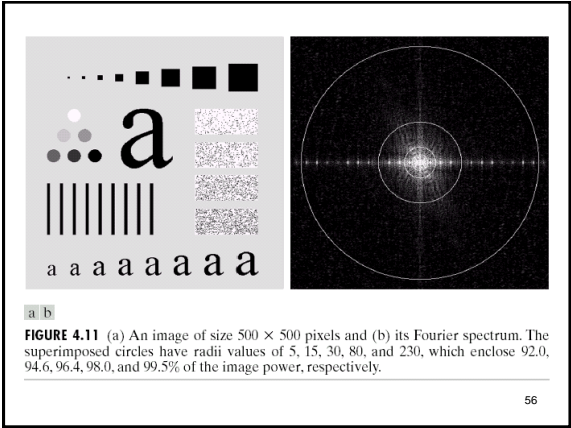 a
a a a a a a a a
a b
FIGURE 4.11 (a) An image of size 500 × 500 pixels and (b) its Fourier spectrum. The
superimposed circles have radii values of 5, 15, 30, 80, and 230, which enclose 92.0,
94.6, 96.4, 98.0, and 99.5% of the image power, respectively.
56